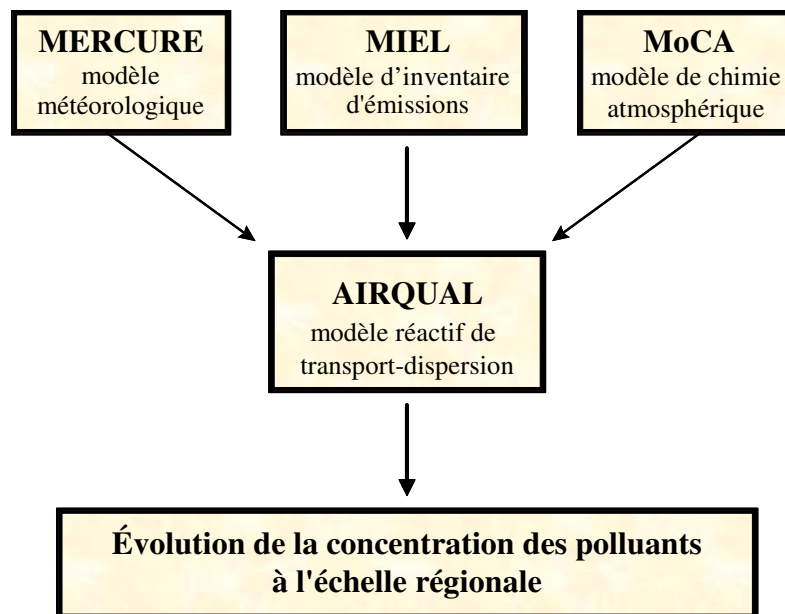 MERCURE
modèle
météorologique
MIEL
modèle d’inventaire
d'émissions
MoCA
modèle de chimie
atmosphérique
AIRQUAL
modèle réactif de
transport-dispersion
Évolution de la concentration des polluants
à l'échelle régionale